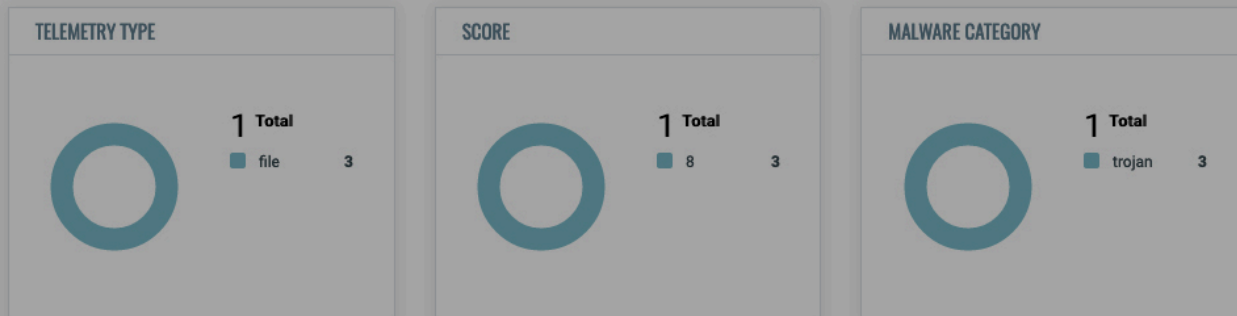 TELEMETRY TYPE
1 Total
file 3
SCORE
1 Total
8 3
MALWARE CATEGORY
1 Total
trojan 3